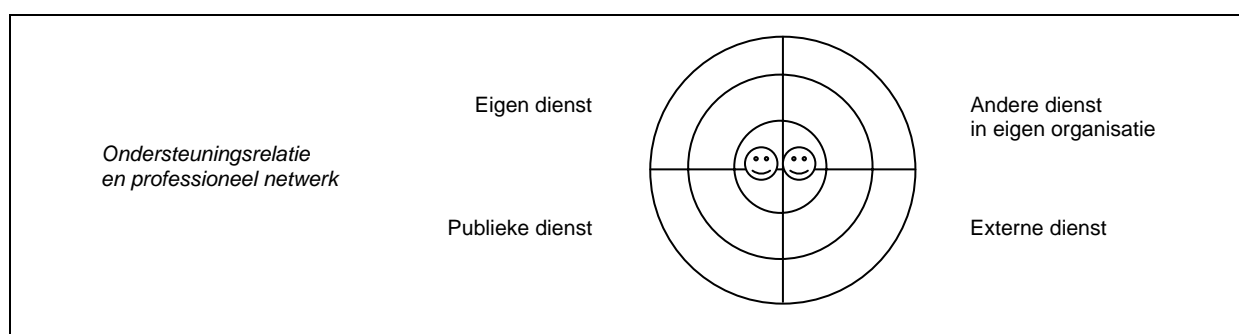 Eigen dienst
Andere dienst
in eigen organisatie
Ondersteuningsrelatie
en professioneel netwerk
Publieke dienst
Externe dienst